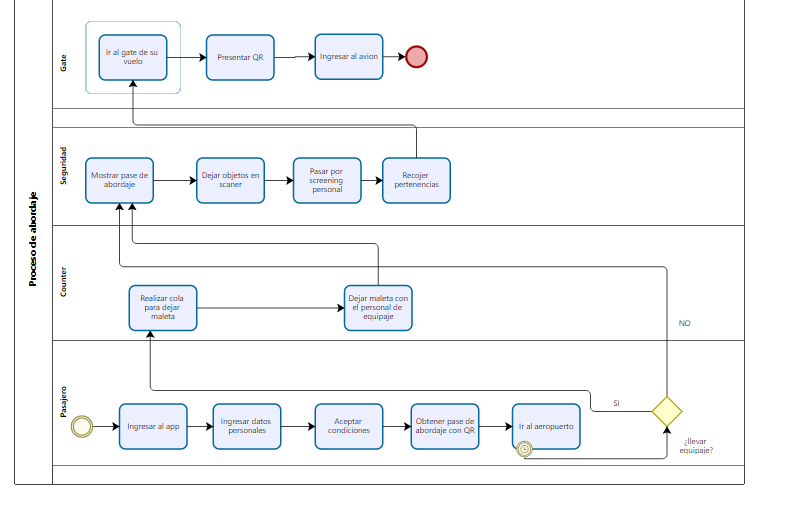 Proceso de abordaje
Gate
Ir al gate de su
vuelo
Presentar QR
Ingresar al avion
Seguridad
Mostrar pase de
abordaje
Dejar objetos en
scaner
Pasar por
screening
personal
Recojer
pertenencias
Counter
Realizar cola
para dejar
maleta
Dejar maleta con
el personal de
equipaje
NO
Pasajero
Ingresar al app
Ingresar datos
personales
Aceptar
condiciones
Obtener pase de
abordaje con QR
Ir al aeropuerto
SI
¿llevar
equipaje?